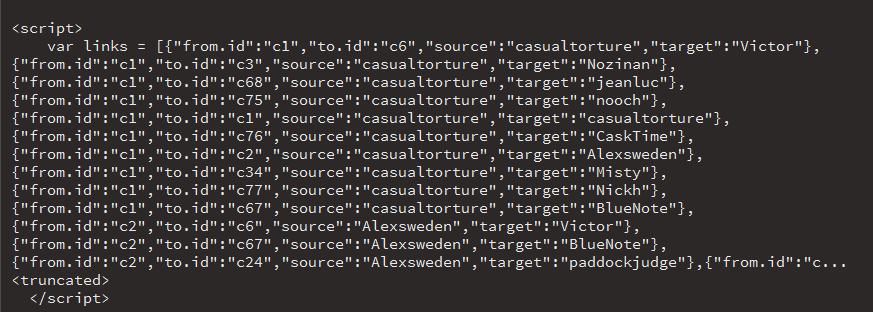 <script>
var links = [{"from.id":"c1","to.id":"c6","source":"casualtorture","target":"Victor"},
{"from.id":"c1","to.id":"c3","source":"casualtorture","target":"Nozinan"},
{"from.id":"c1","to.id":"c68","source":"casualtorture","target":"jeanluc"},
{"from.id":"c1","to.id":"c75","source":"casualtorture","target":"nooch"},
{"from.id":"c1","to.id":"c1","source":"casualtorture","target":"casualtorture"},
{"from.id":"c1","to.id":"c76","source":"casualtorture","target":"CaskTime"},
{"from.id":"c1","to.id":"c2","source":"casualtorture","target":"Alexsweden"},
{"from.id":"c1","to.id":"c34","source":"casualtorture","target":"Misty"},
{"from.id":"c1","to.id":"c77","source":"casualtorture","target":"Nickh"},
{"from.id":"c1","to.id":"c67","source":"casualtorture","target":"BlueNote"},
{"from.id":"c2","to.id":"c6","source":"Alexsweden","target":"Victor"},
{"from.id":"c2","to.id":"c67","source":"Alexsweden","target":"BlueNote"},
{"from.id":"c2","to.id":"c24","source":"Alexsweden","target":"paddockjudge"},{"from.id":"c...
<truncated>
</script>